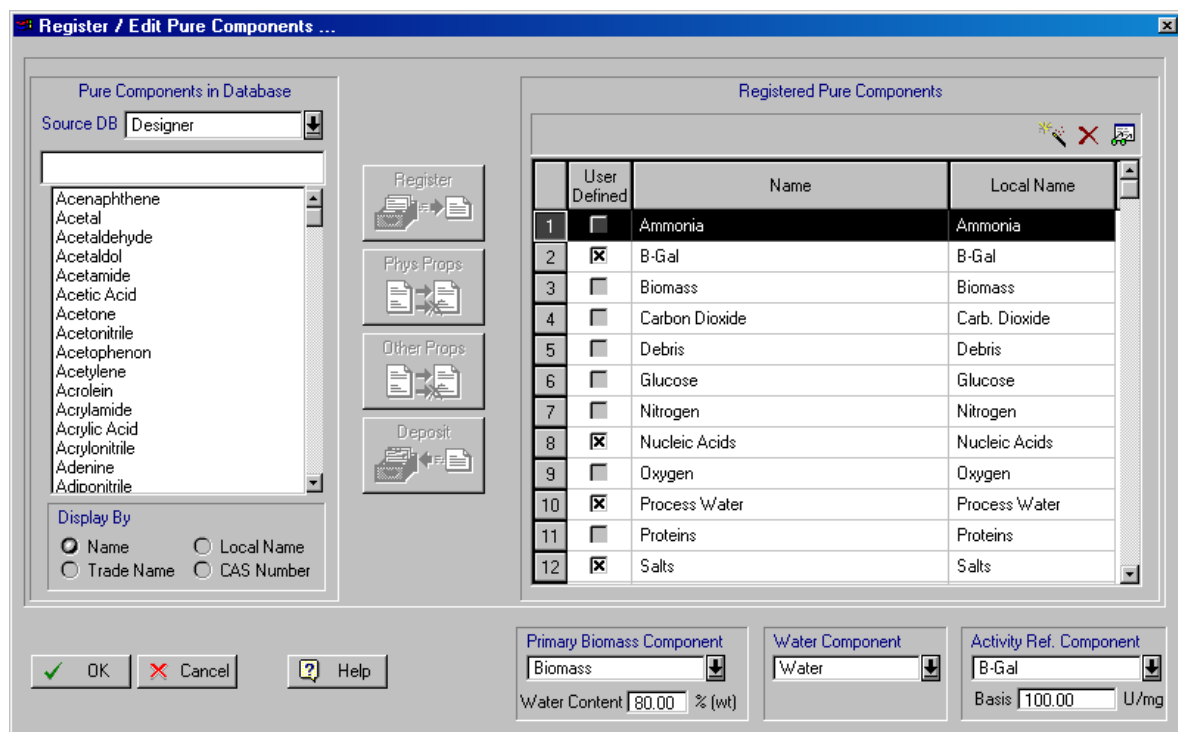 Register / Edit Pure Components ...
Pure Components in Database
Source DB Designer
Acenaphthene
Acetal
Acetaldehyde
Acetaldol
Acetamide
Acetic Acid
Acetone
Acetonitrile
Acetophenon
Acetylene
Acrolein
Acrylamide
Acrylic Acid
Acrylonitrile
Adenine
Adiponitrile
Display By
Name Local Name
Trade Name CAS Number
Register
Phys Props
Other Props
Deposit
Registered Pure Components
User Defined Name Local Name
1 Ammonia Ammonia
2 B-Gal B-Gal
3 Biomass Biomass
4 Carbon Dioxide Carb. Dioxide
5 Debris Debris
6 Glucose Glucose
7 Nitrogen Nitrogen
8 Nucleic Acids Nucleic Acids
9 Oxygen Oxygen
10 Process Water Process Water
11 Proteins Proteins
12 Salts Salts
OK Cancel Help
Primary Biomass Component
Biomass
Water Content 80.00 % (wt)
Water Component
Water
Activity Ref. Component
B-Gal
Basis 100.00 U/mg